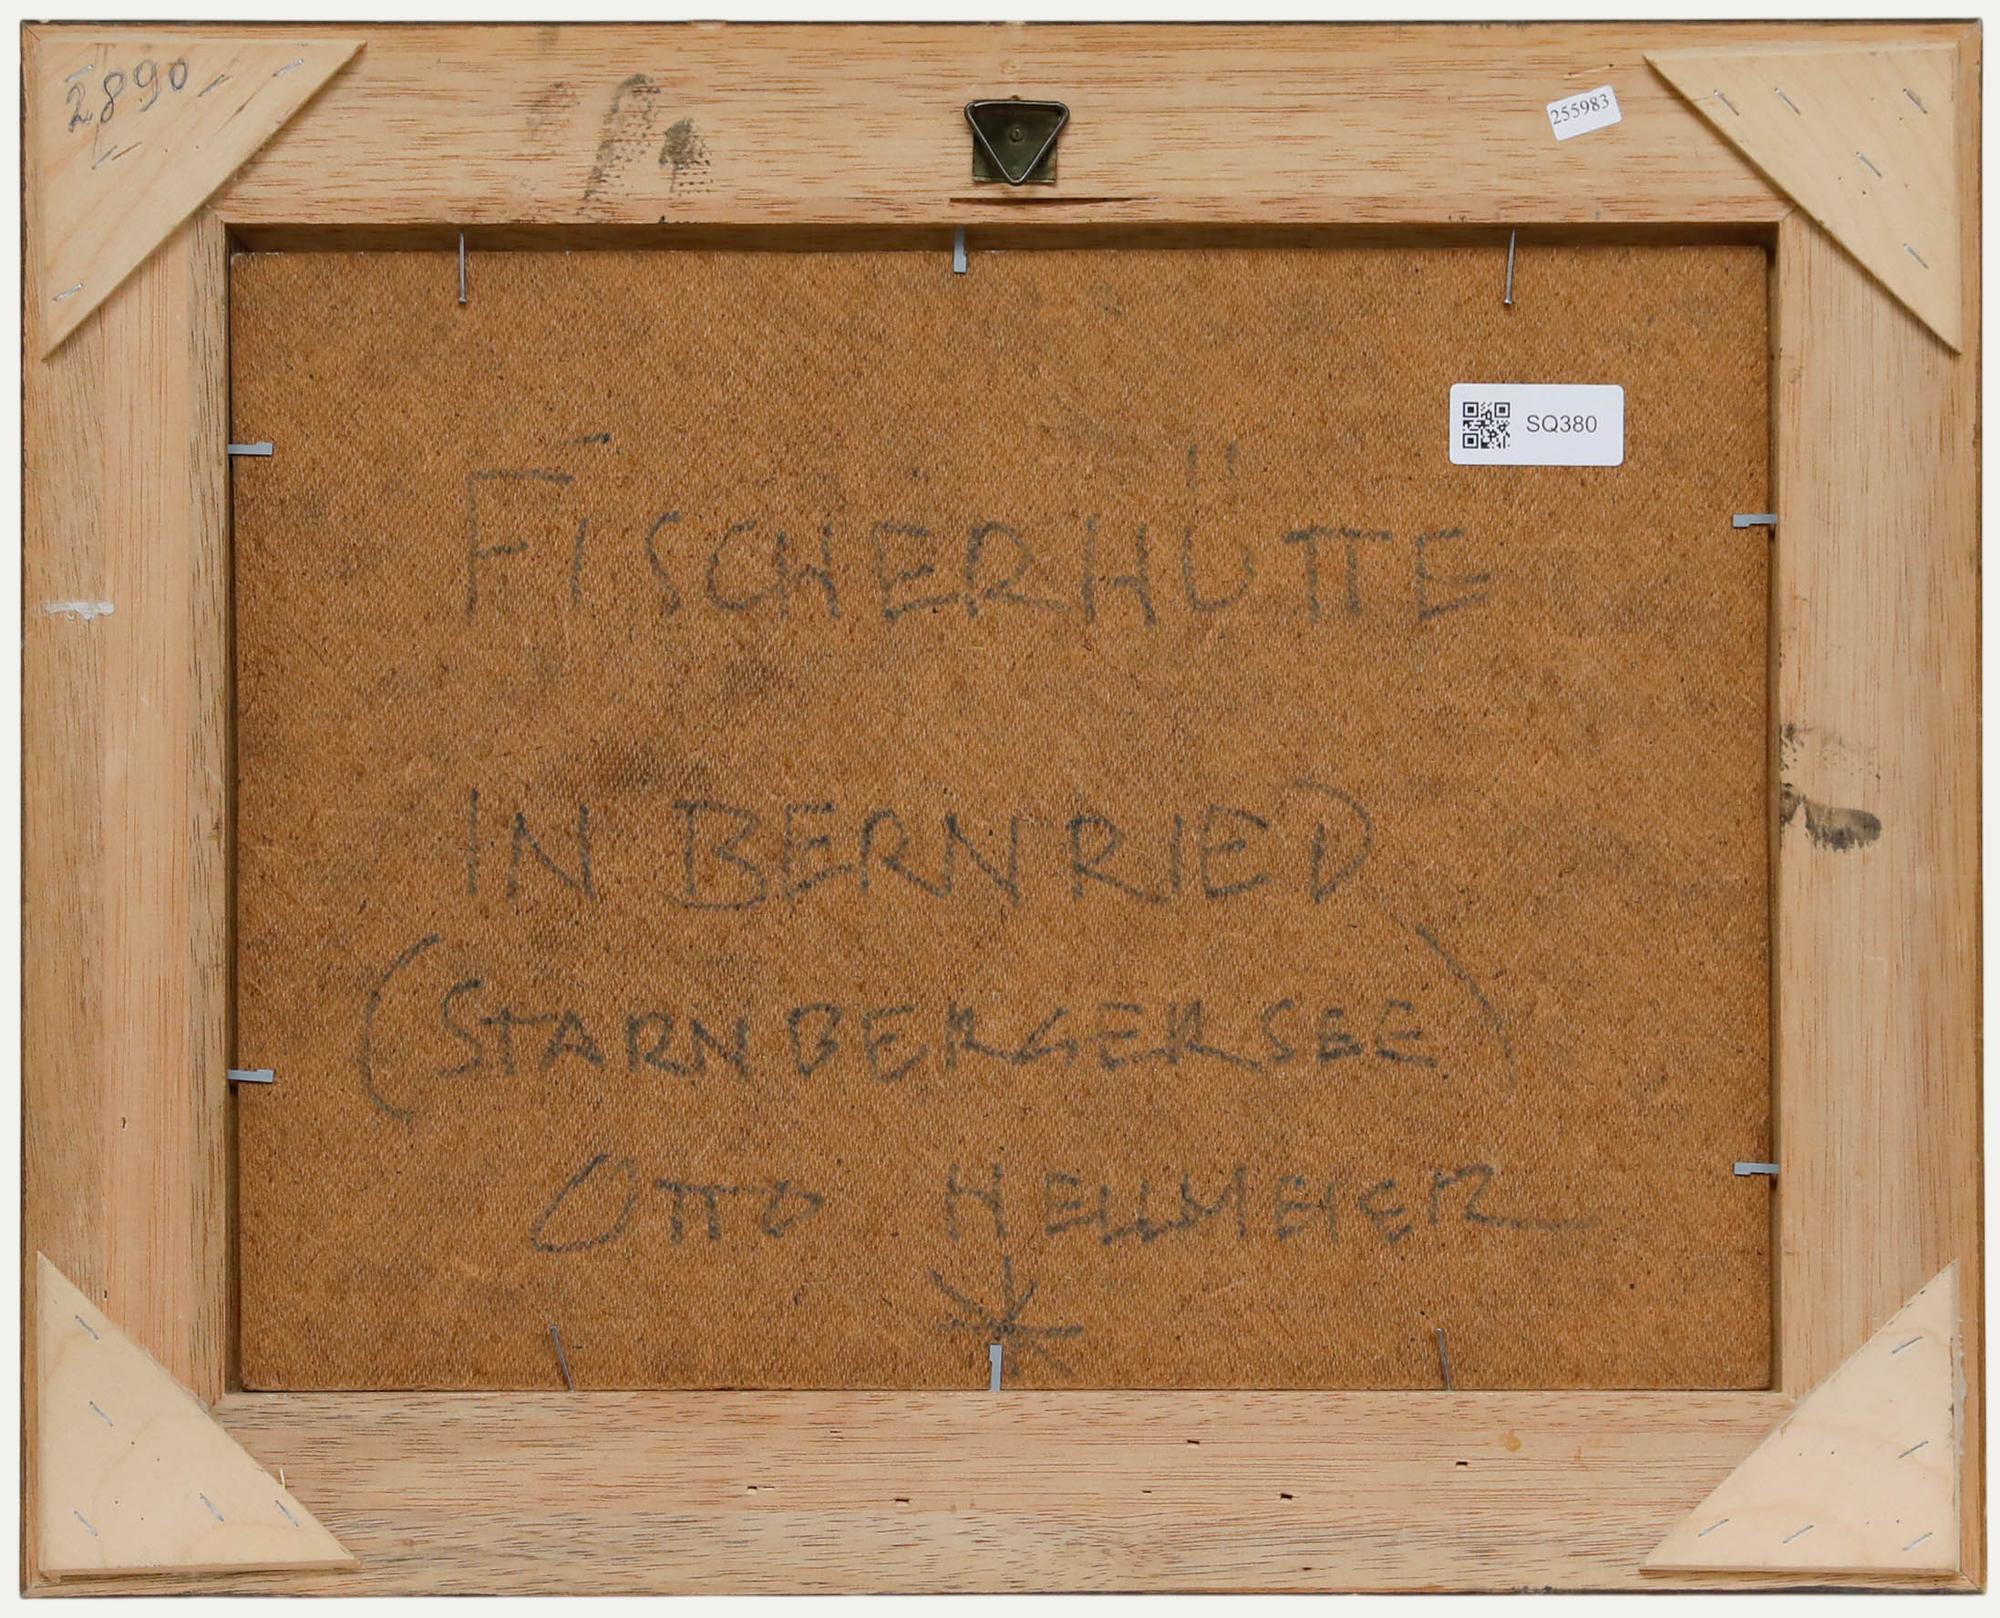 2890
255983
SQ380
FiSCHERHÜTTE
IN BERNRIED
(STARNBERGERSEE)
OTTO HELLMEIER